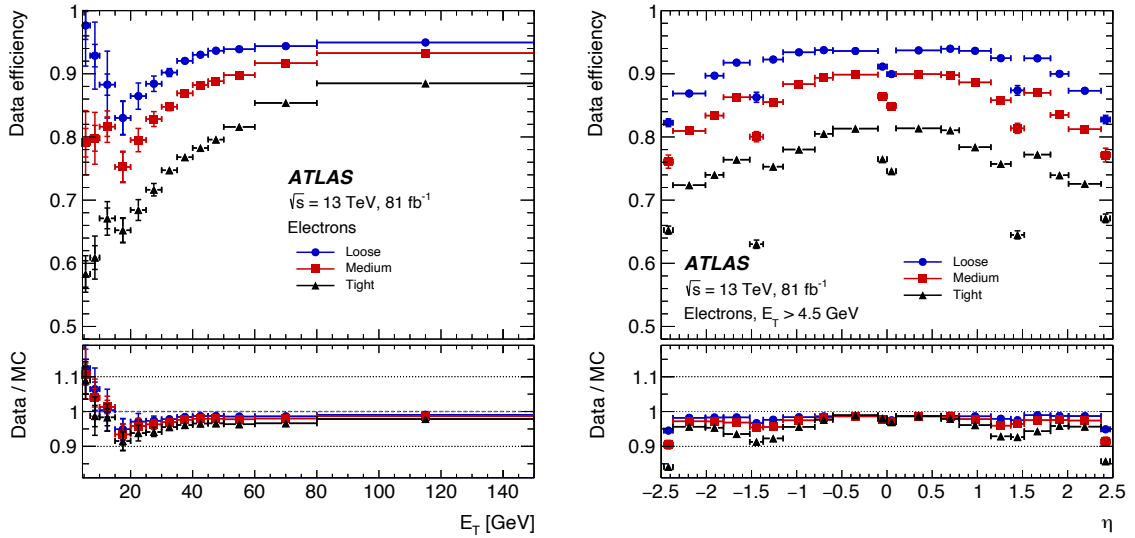 Data efficiency
1
0.9
0.8
0.7
0.6
0.5
ATLAS
√s = 13 TeV, 81 fb⁻¹
Electrons
Loose
Medium
Tight
Data / MC
1.1
1
0.9
20 40 60 80 100 120 140
E_T [GeV]
Data efficiency
1
0.9
0.8
0.7
0.6
0.5
ATLAS
√s = 13 TeV, 81 fb⁻¹
Electrons, E_T > 4.5 GeV
Loose
Medium
Tight
Data / MC
1.1
1
0.9
−2.5 −2 −1.5 −1 −0.5 0 0.5 1 1.5 2 2.5
η